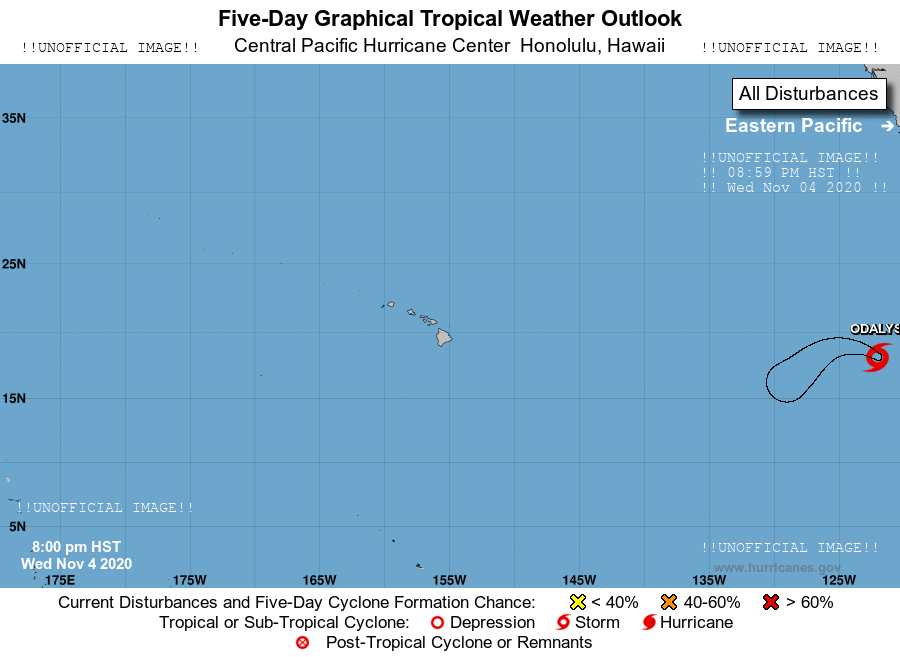 Five-Day Graphical Tropical Weather Outlook
!!UNOFFICIAL IMAGE!! Central Pacific Hurricane Center Honolulu, Hawaii !!UNOFFICIAL IMAGE!!
All Disturbances
35N
Eastern Pacific →
!!UNOFFICIAL IMAGE!!
!! 08:59 PM HST !!
!! Wed Nov 04 2020 !!
25N
ODALYS
15N
!!UNOFFICIAL IMAGE!!
5N
8:00 pm HST
Wed Nov 4 2020
!!UNOFFICIAL IMAGE!!
www.hurricanes.gov
175E 175W 165W 155W 145W 135W 125W
Current Disturbances and Five-Day Cyclone Formation Chance: < 40% 40-60% > 60%
Tropical or Sub-Tropical Cyclone: Depression Storm Hurricane
Post-Tropical Cyclone or Remnants